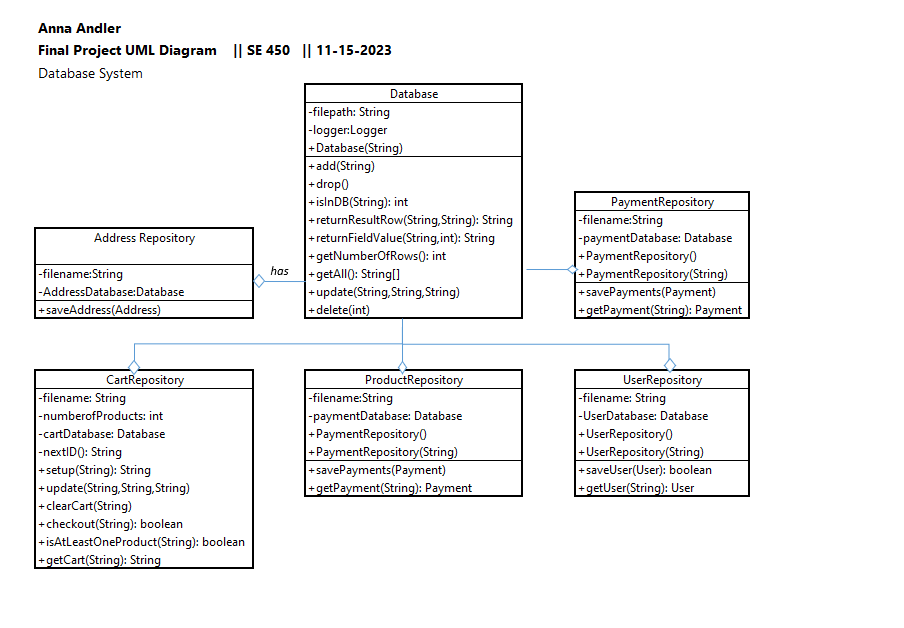 Anna Andler
Final Project UML Diagram || SE 450 || 11-15-2023
Database System
Database
-filepath: String
-logger:Logger
+Database(String)
+add(String)
+drop()
+isInDB(String): int
+returnResultRow(String,String): String
+returnFieldValue(String,int): String
+getNumberOfRows(): int
+getAll(): String[]
+update(String,String,String)
+delete(int)
Address Repository
-filename:String
-AddressDatabase:Database
+saveAddress(Address)
has
PaymentRepository
-filename:String
-paymentDatabase: Database
+PaymentRepository()
+PaymentRepository(String)
+savePayments(Payment)
+getPayment(String): Payment
CartRepository
-filename: String
-numberofProducts: int
-cartDatabase: Database
-nextID(): String
+setup(String): String
+update(String,String,String)
+clearCart(String)
+checkout(String): boolean
+isAtLeastOneProduct(String): boolean
+getCart(String): String
ProductRepository
-filename:String
-paymentDatabase: Database
+PaymentRepository()
+PaymentRepository(String)
+savePayments(Payment)
+getPayment(String): Payment
UserRepository
-filename: String
-UserDatabase: Database
+UserRepository()
+UserRepository(String)
+saveUser(User): boolean
+getUser(String): User